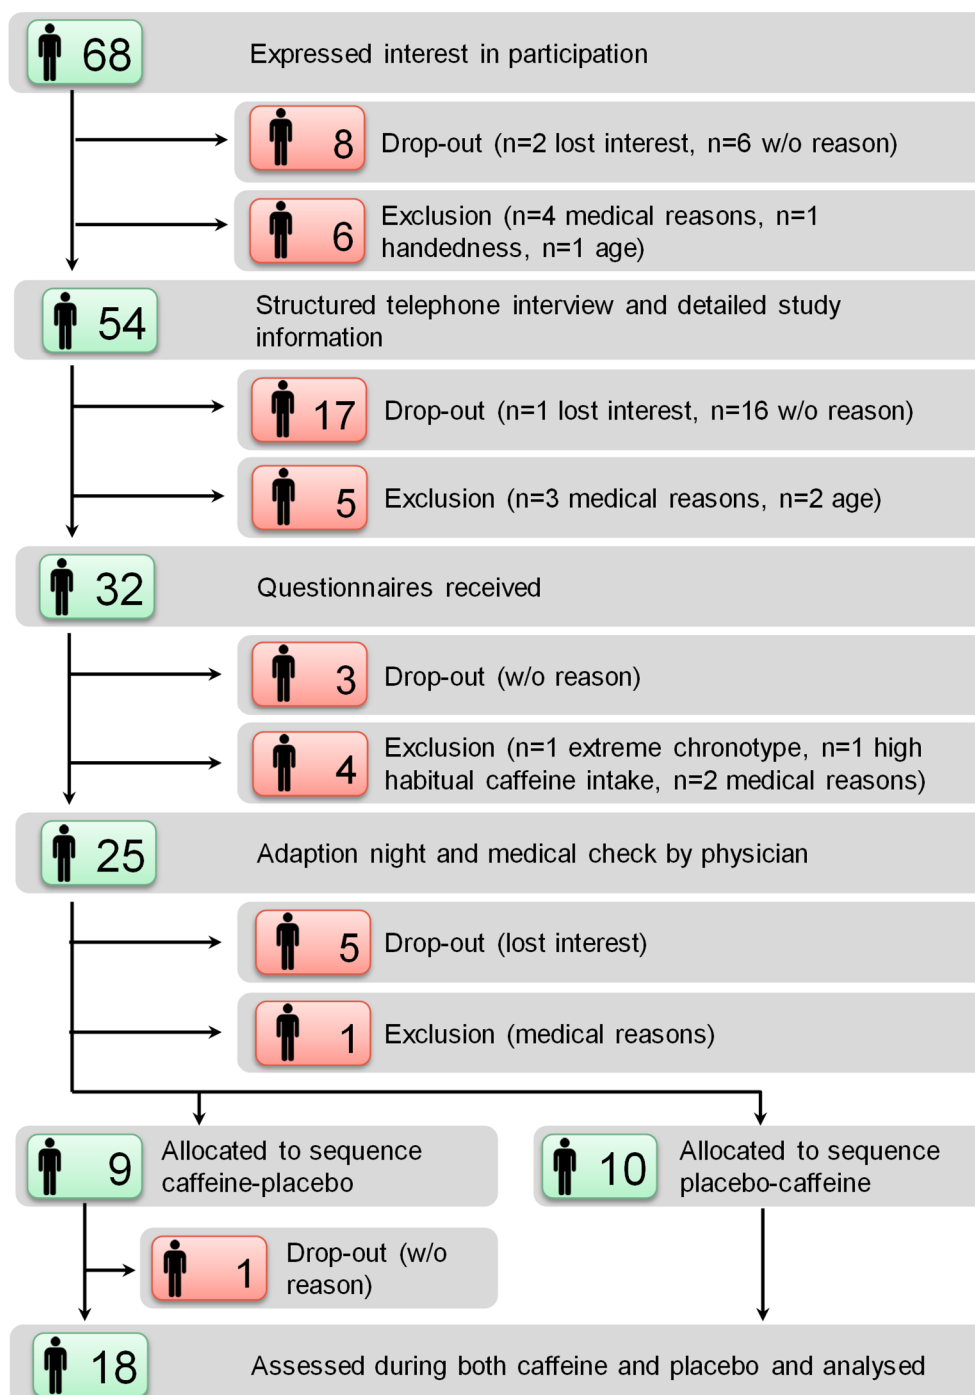 68 Expressed interest in participation
8 Drop-out (n=2 lost interest, n=6 w/o reason)
6 Exclusion (n=4 medical reasons, n=1
handedness, n=1 age)
54 Structured telephone interview and detailed study
information
17 Drop-out (n=1 lost interest, n=16 w/o reason)
5 Exclusion (n=3 medical reasons, n=2 age)
32 Questionnaires received
3 Drop-out (w/o reason)
4 Exclusion (n=1 extreme chronotype, n=1 high
habitual caffeine intake, n=2 medical reasons)
25 Adaption night and medical check by physician
5 Drop-out (lost interest)
1 Exclusion (medical reasons)
9 Allocated to sequence
caffeine-placebo
10 Allocated to sequence
placebo-caffeine
1 Drop-out (w/o
reason)
18 Assessed during both caffeine and placebo and analysed